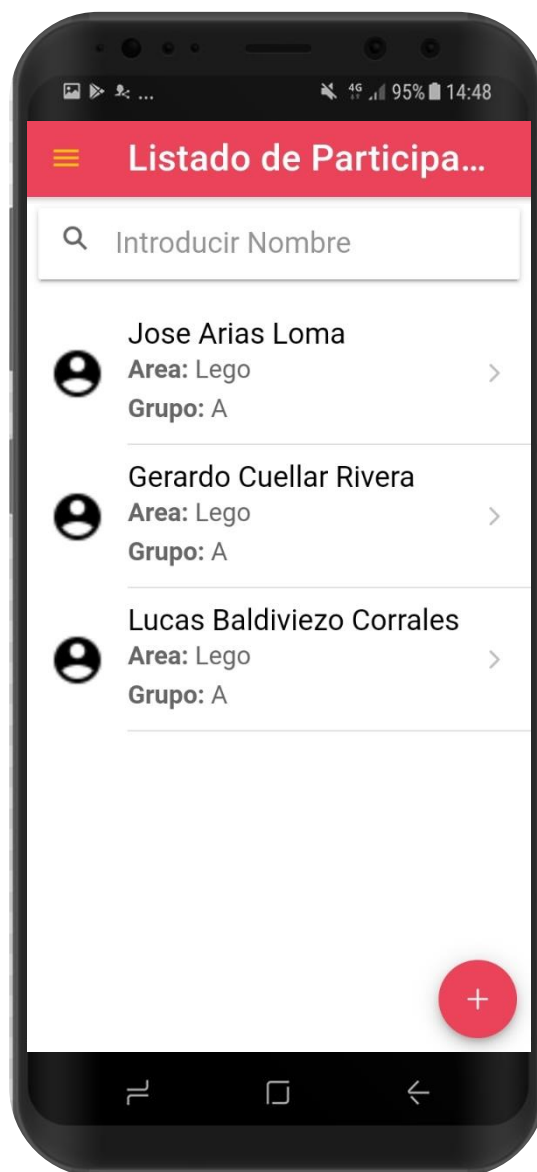 ... 4G 95% 14:48
Listado de Participa...
Introducir Nombre
Jose Arias Loma
Area: Lego
Grupo: A
Gerardo Cuellar Rivera
Area: Lego
Grupo: A
Lucas Baldiviezo Corrales
Area: Lego
Grupo: A